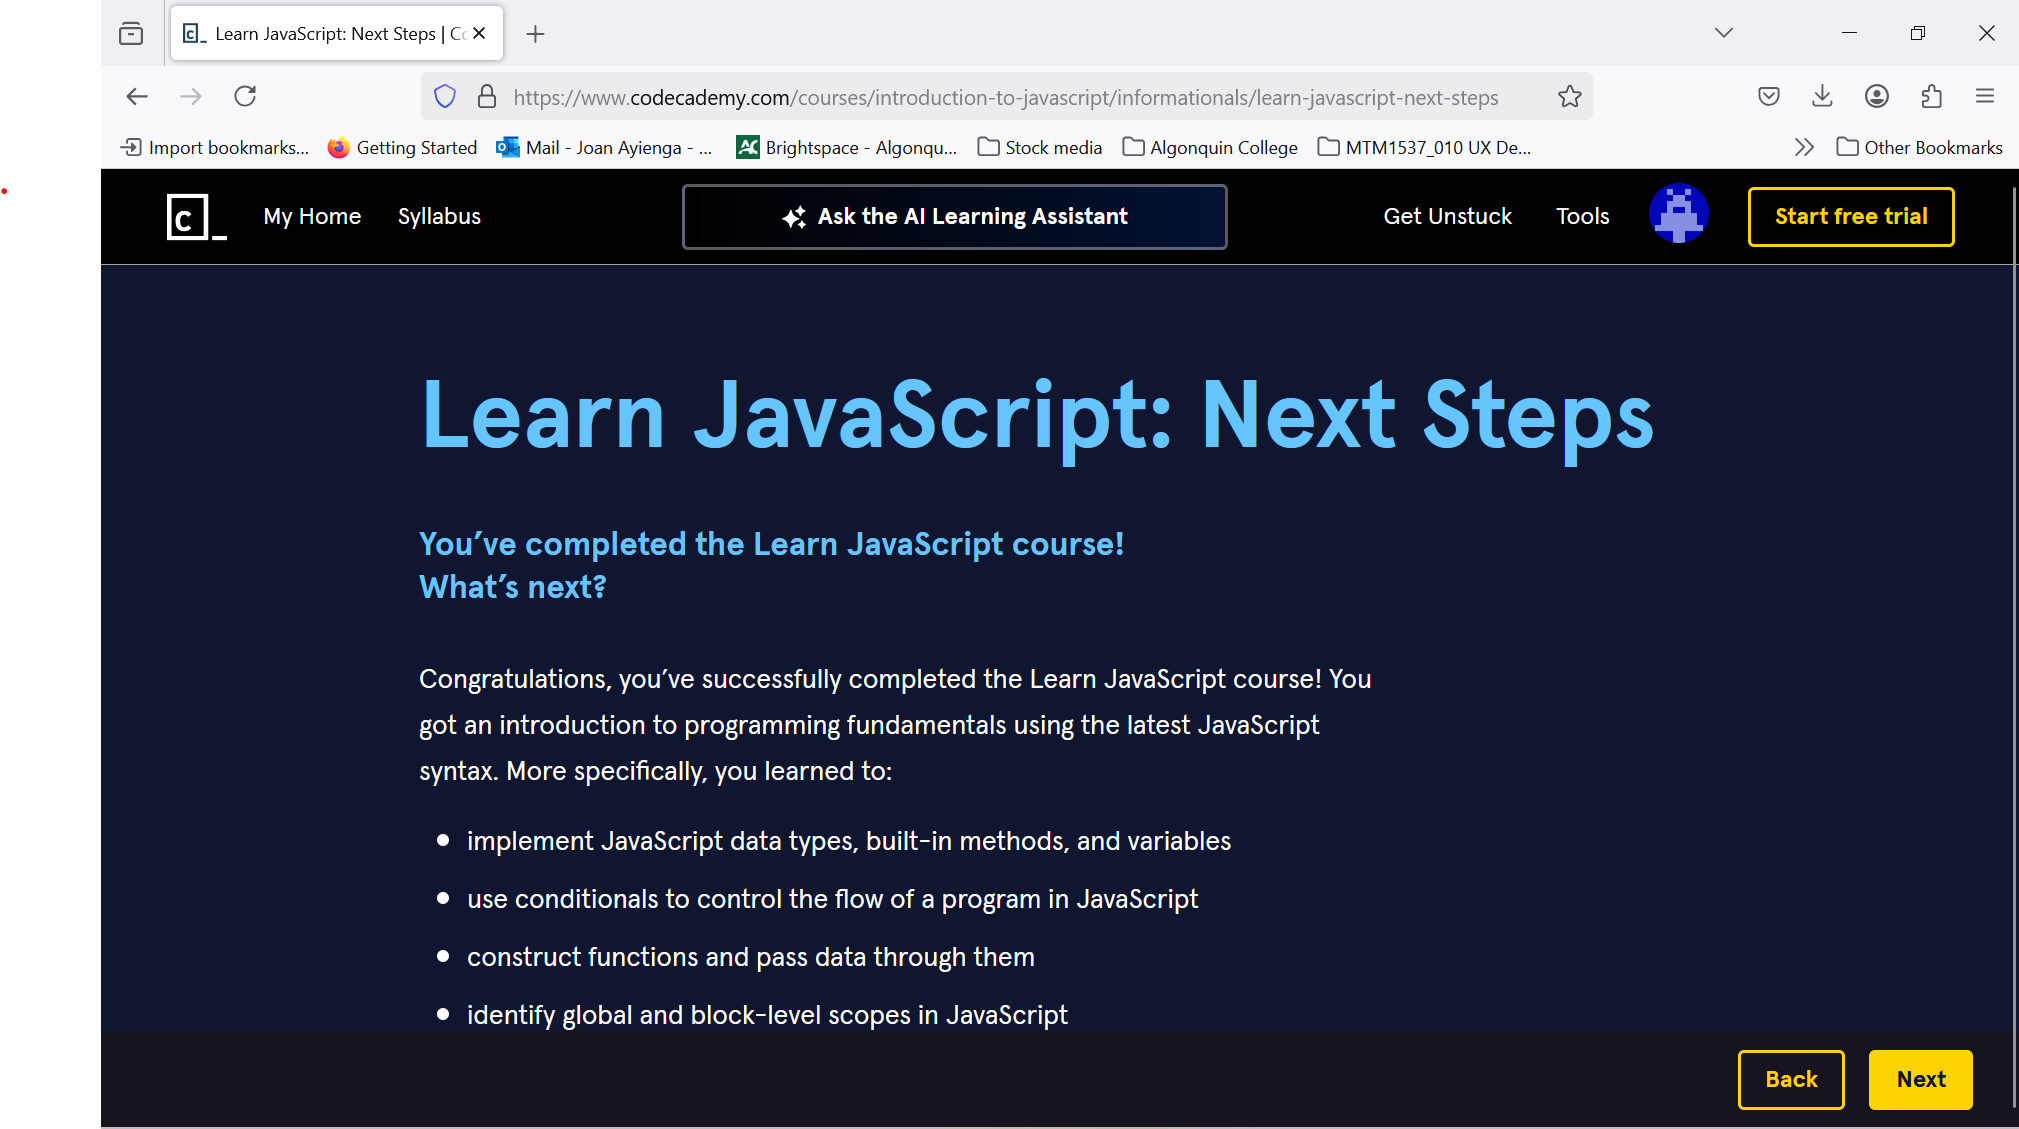 Learn JavaScript: Next Steps | Co
https://www.codecademy.com/courses/introduction-to-javascript/informationals/learn-javascript-next-steps
Import bookmarks... Getting Started Mail - Joan Ayienga - ... Brightspace - Algonqu... Stock media Algonquin College MTM1537_010 UX De... Other Bookmarks
c_ My Home Syllabus Ask the AI Learning Assistant Get Unstuck Tools Start free trial
Learn JavaScript: Next Steps
You’ve completed the Learn JavaScript course!
What’s next?
Congratulations, you’ve successfully completed the Learn JavaScript course! You
got an introduction to programming fundamentals using the latest JavaScript
syntax. More specifically, you learned to:
• implement JavaScript data types, built-in methods, and variables
• use conditionals to control the flow of a program in JavaScript
• construct functions and pass data through them
• identify global and block-level scopes in JavaScript
Back Next